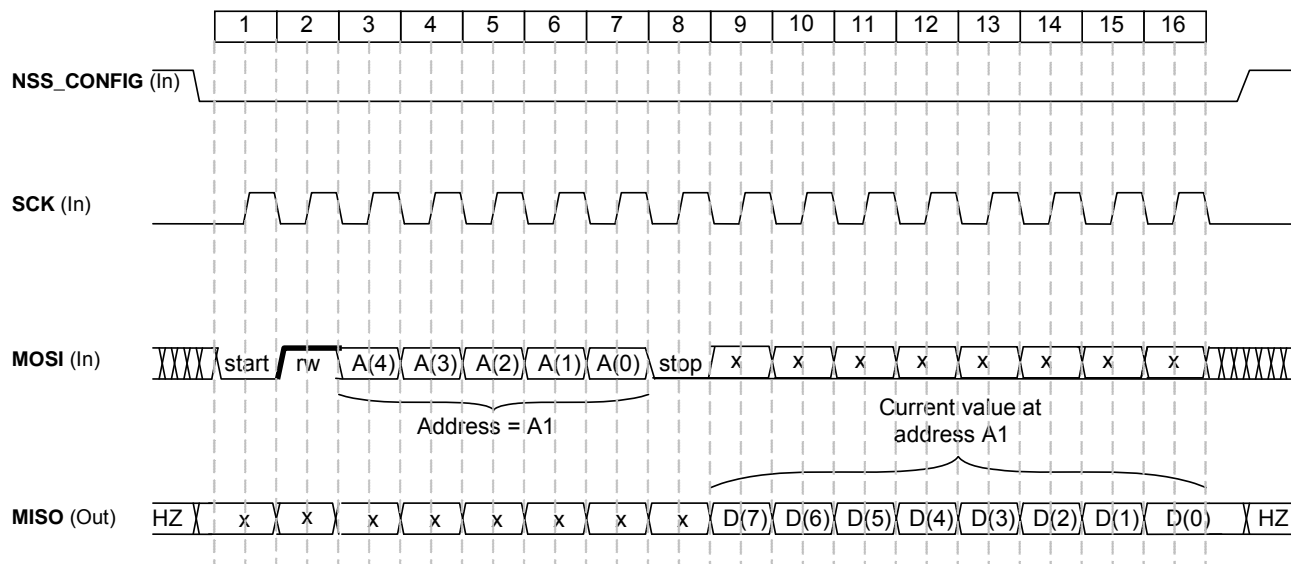 1 2 3 4 5 6 7 8 9 10 11 12 13 14 15 16
NSS_CONFIG (In)
SCK (In)
MOSI (In) start rw A(4) A(3) A(2) A(1) A(0) stop x x x x x x x x
Address = A1
Current value at
address A1
MISO (Out) HZ x x x x x x x x D(7) D(6) D(5) D(4) D(3) D(2) D(1) D(0) HZ